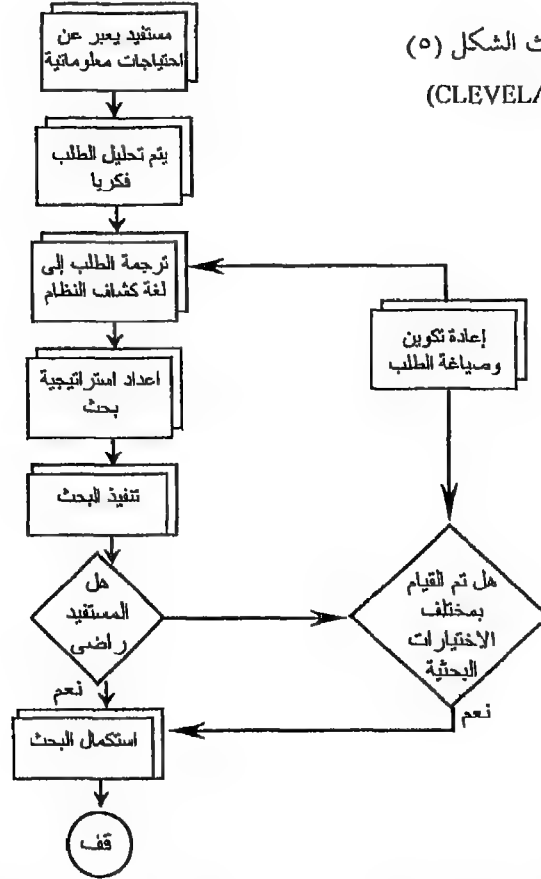 ث الشكل (٥)
(CLEVELA
مستفيد يعبر عن
احتياجات معلوماتية
يتم تحليل الطلب
فكريا
ترجمة الطلب إلى
لغة كشاف النظام
اعداد استراتيجية
بحث
تنفيذ البحث
هل
المستفيد
راضى
نعم
استكمال البحث
قف
إعادة تكوين
وصياغة الطلب
هل تم القيام
بمختلف
الاختيارات
البحثية
نعم